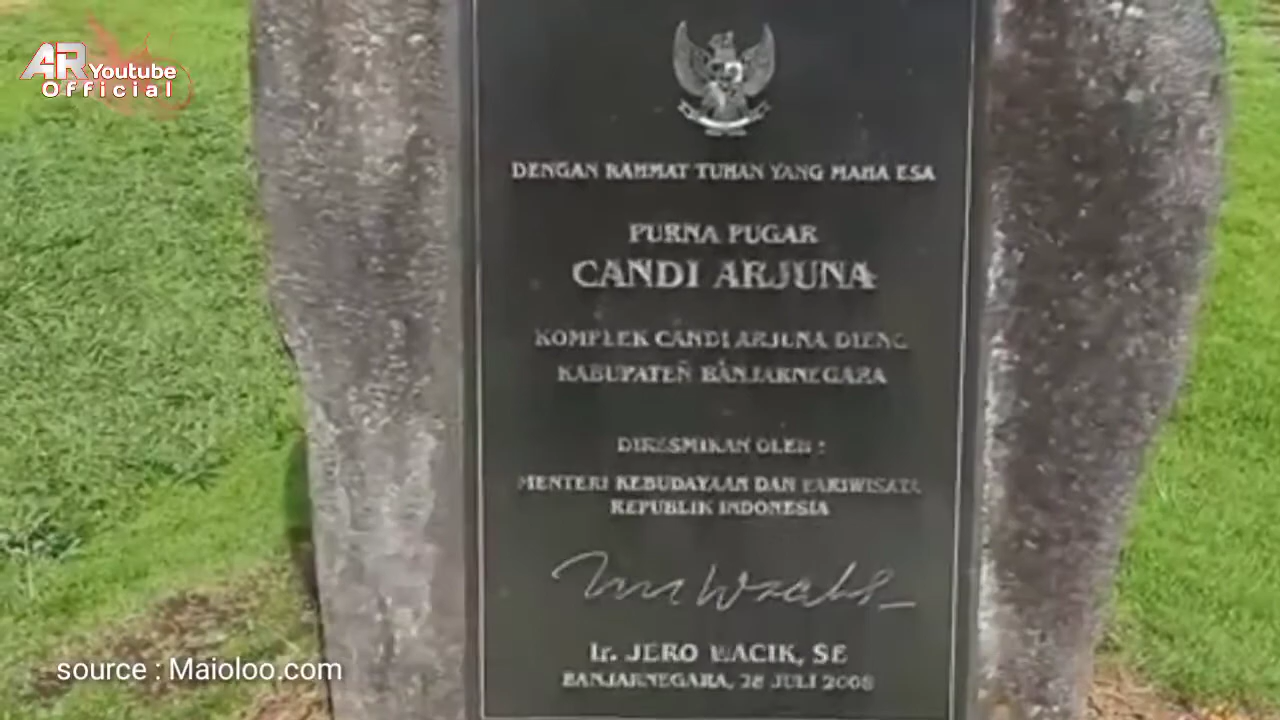 AR Youtube
Official
DENGAN RAHMAT TUHAN YANG MAHA ESA
PURNA PUGAR
CANDI ARJUNA
KOMPLEK CANDI ARJUNA DIENG
KABUPATEN BANJARNEGARA
DIRESMIKAN OLEH :
MENTERI KEBUDAYAAN DAN PARIWISATA
REPUBLIK INDONESIA
Ir. JERO WACIK, SE
BANJARNEGARA, 28 JULI 2008
source : Maioloo.com